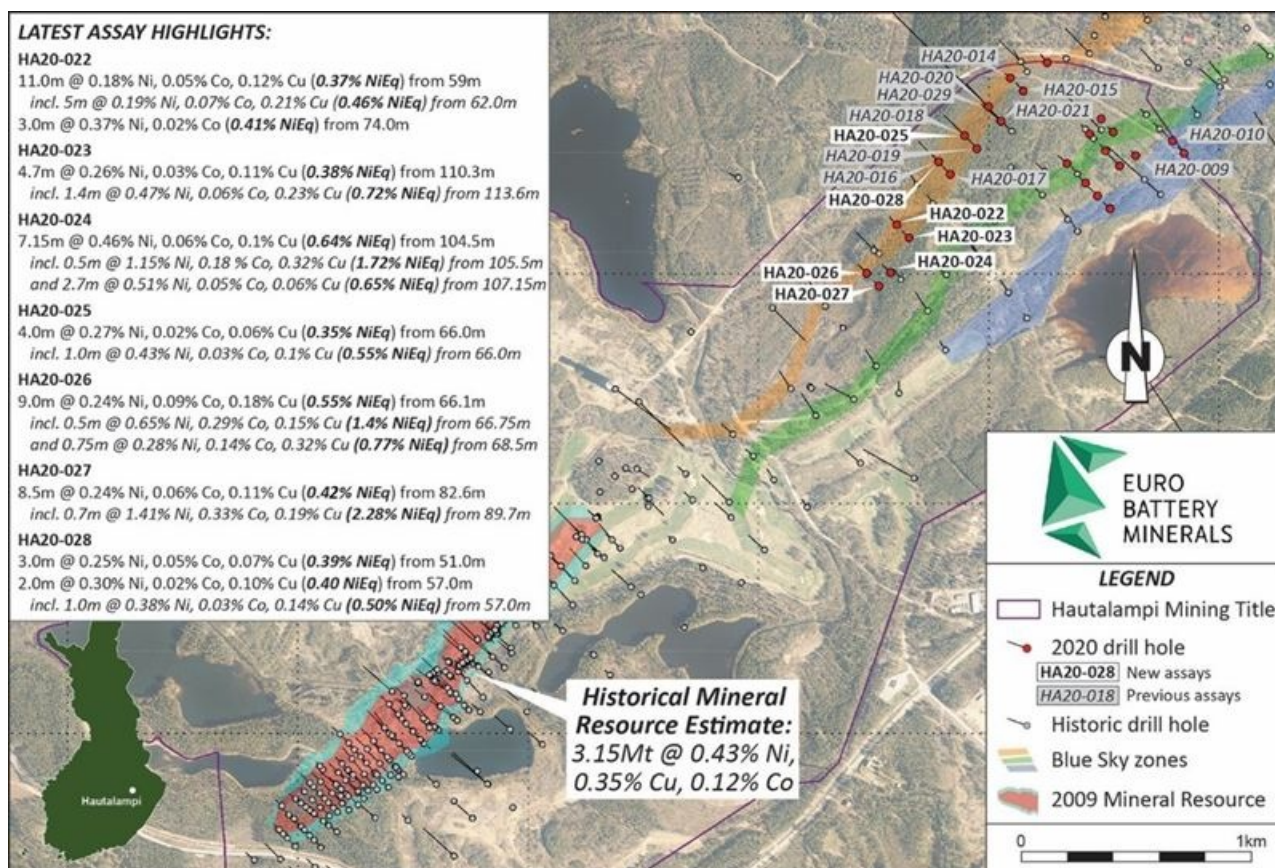 LATEST ASSAY HIGHLIGHTS:
HA20-022
11.0m @ 0.18% Ni, 0.05% Co, 0.12% Cu (0.37% NiEq) from 59m
incl. 5m @ 0.19% Ni, 0.07% Co, 0.21% Cu (0.46% NiEq) from 62.0m
3.0m @ 0.37% Ni, 0.02% Co (0.41% NiEq) from 74.0m
HA20-023
4.7m @ 0.26% Ni, 0.03% Co, 0.11% Cu (0.38% NiEq) from 110.3m
incl. 1.4m @ 0.47% Ni, 0.06% Co, 0.23% Cu (0.72% NiEq) from 113.6m
HA20-024
7.15m @ 0.46% Ni, 0.06% Co, 0.1% Cu (0.64% NiEq) from 104.5m
incl. 0.5m @ 1.15% Ni, 0.18 % Co, 0.32% Cu (1.72% NiEq) from 105.5m
and 2.7m @ 0.51% Ni, 0.05% Co, 0.06% Cu (0.65% NiEq) from 107.15m
HA20-025
4.0m @ 0.27% Ni, 0.02% Co, 0.06% Cu (0.35% NiEq) from 66.0m
incl. 1.0m @ 0.43% Ni, 0.03% Co, 0.1% Cu (0.55% NiEq) from 66.0m
HA20-026
9.0m @ 0.24% Ni, 0.09% Co, 0.18% Cu (0.55% NiEq) from 66.1m
incl. 0.5m @ 0.65% Ni, 0.29% Co, 0.15% Cu (1.4% NiEq) from 66.75m
and 0.75m @ 0.28% Ni, 0.14% Co, 0.32% Cu (0.77% NiEq) from 68.5m
HA20-027
8.5m @ 0.24% Ni, 0.06% Co, 0.11% Cu (0.42% NiEq) from 82.6m
incl. 0.7m @ 1.41% Ni, 0.33% Co, 0.19% Cu (2.28% NiEq) from 89.7m
HA20-028
3.0m @ 0.25% Ni, 0.05% Co, 0.07% Cu (0.39% NiEq) from 51.0m
2.0m @ 0.30% Ni, 0.02% Co, 0.10% Cu (0.40 NiEq) from 57.0m
incl. 1.0m @ 0.38% Ni, 0.03% Co, 0.14% Cu (0.50% NiEq) from 57.0m
HA20-014
HA20-020
HA20-029
HA20-015
HA20-018
HA20-021
HA20-025
HA20-010
HA20-019
HA20-009
HA20-016
HA20-017
HA20-028
HA20-022
HA20-023
HA20-026
HA20-024
HA20-027
N
EURO
BATTERY
MINERALS
LEGEND
Hautalampi Mining Title
2020 drill hole
HA20-028 New assays
HA20-018 Previous assays
Historic drill hole
Blue Sky zones
2009 Mineral Resource
0 1km
Historical Mineral
Resource Estimate:
3.15Mt @ 0.43% Ni,
0.35% Cu, 0.12% Co
Hautalampi